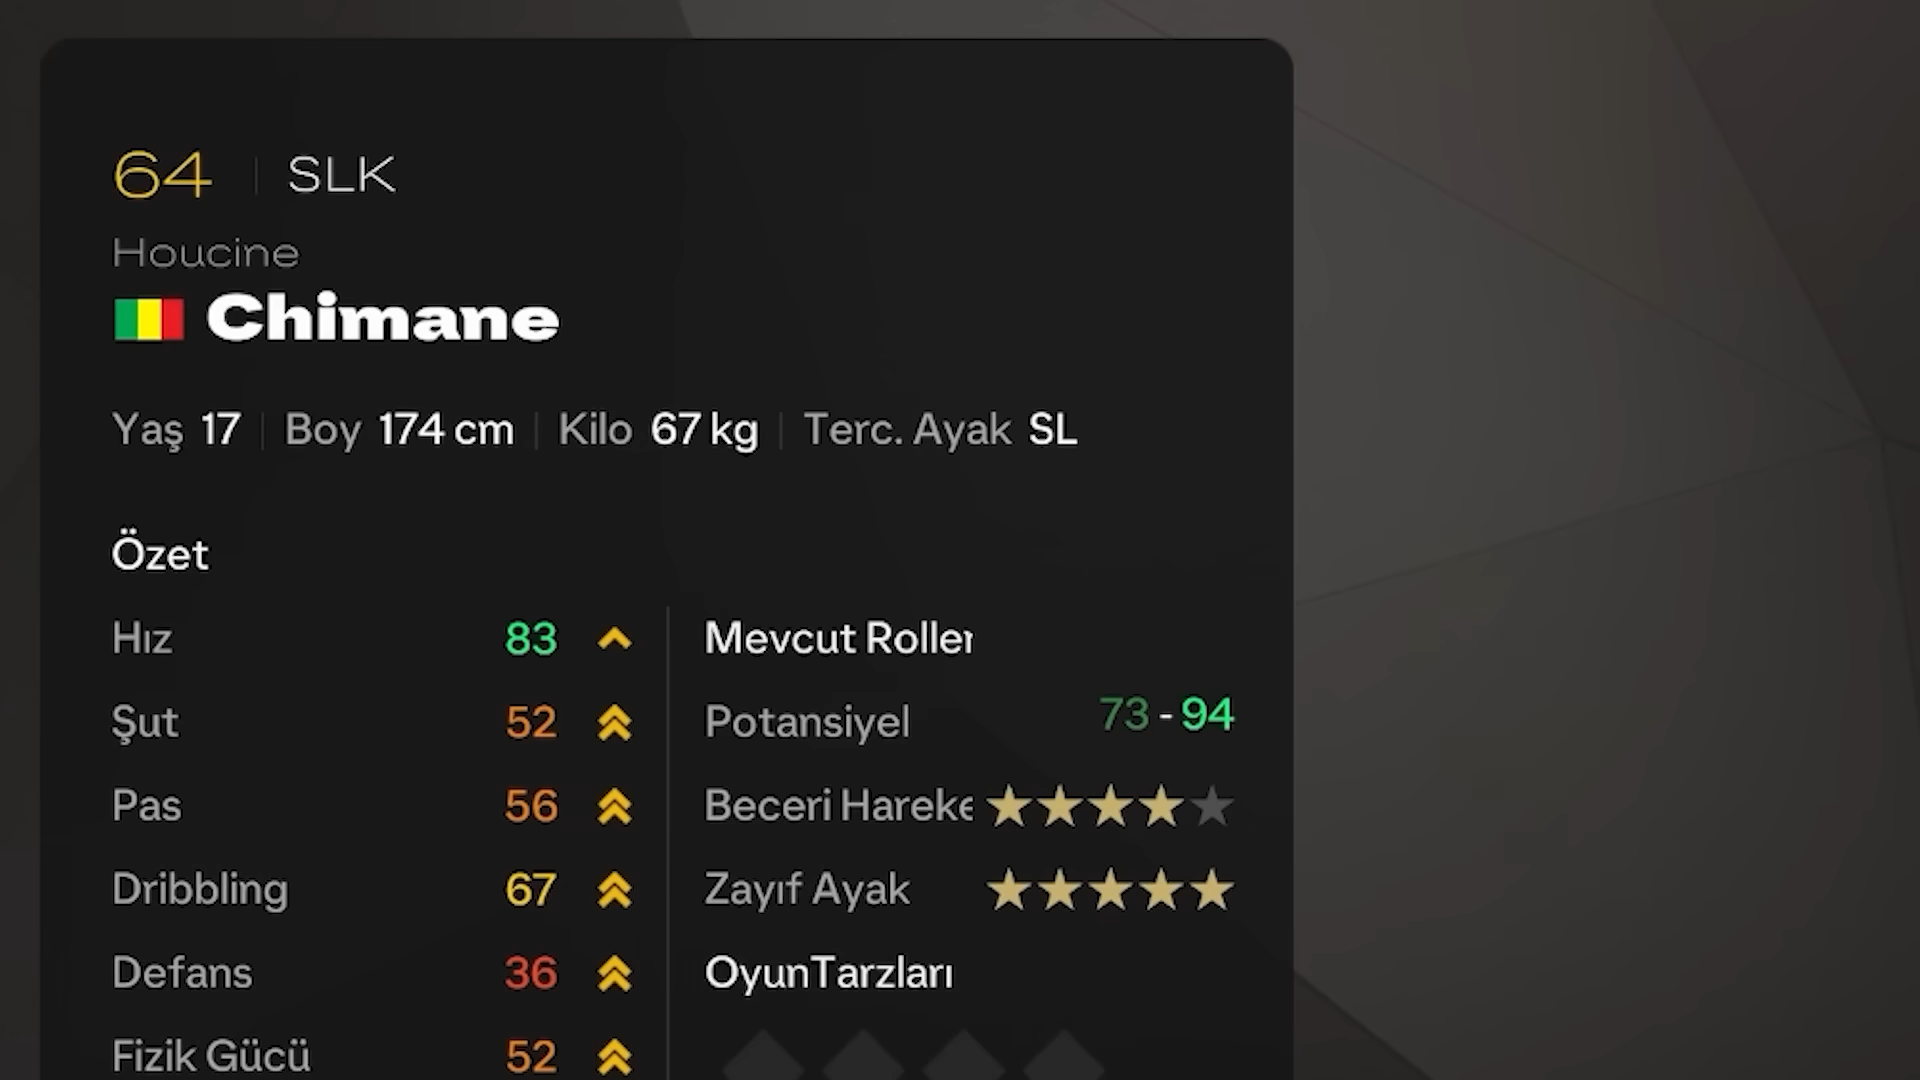 64 SLK
Houcine
Chimane
Yaş 17 Boy 174 cm Kilo 67 kg Terc. Ayak SL
Özet
Hız 83
Şut 52
Pas 56
Dribbling 67
Defans 36
Fizik Gücü 52
Mevcut Roller
Potansiyel 73 - 94
Beceri Hareke
Zayıf Ayak
OyunTarzları